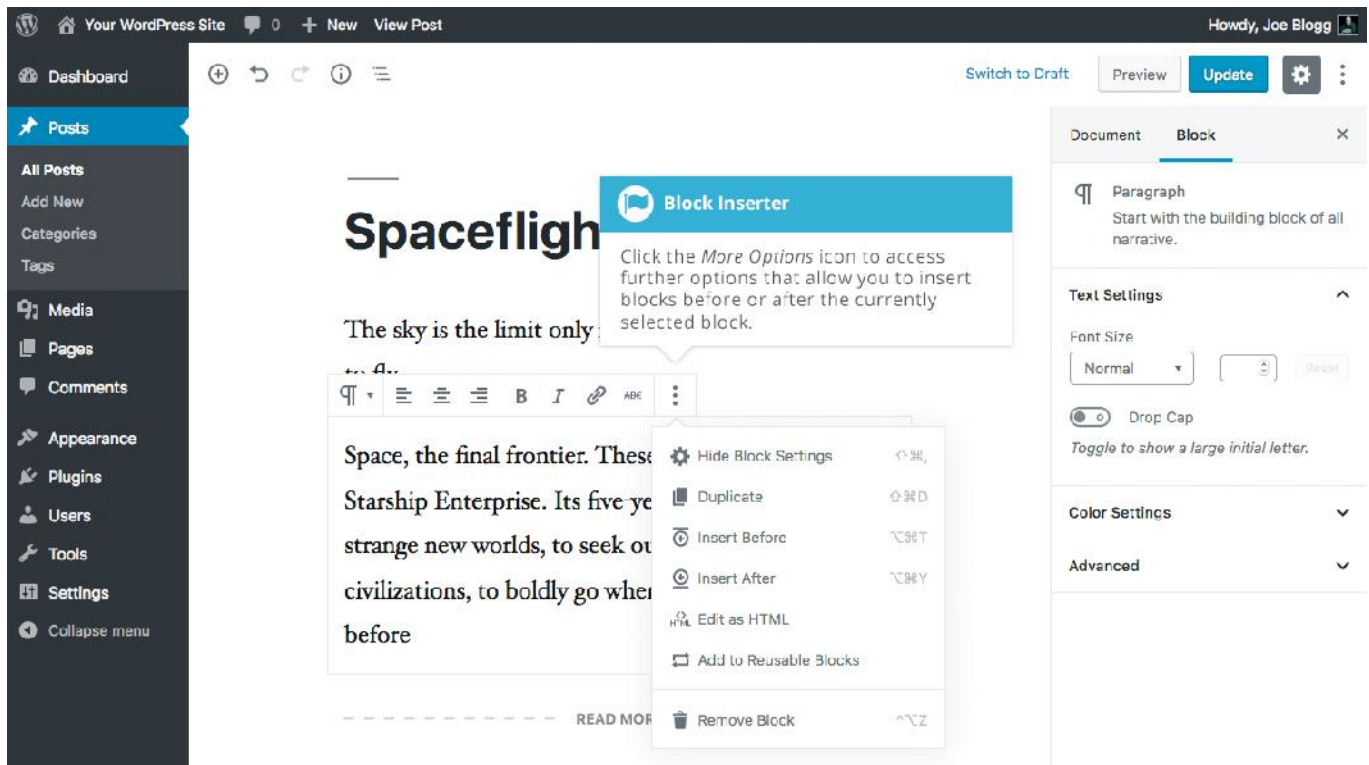 Your WordPress Site 0 + New View Post Howdy, Joe Blogg
Dashboard
Posts
All Posts
Add New
Categories
Tags
Media
Pages
Comments
Appearance
Plugins
Users
Tools
Settings
Collapse menu
Switch to Draft Preview Update
Spacefligh
The sky is the limit only
to fly
Block Inserter
Click the More Options icon to access
further options that allow you to insert
blocks before or after the currently
selected block.
B I ABC
Space, the final frontier. These
Starship Enterprise. Its five-ye
strange new worlds, to seek ou
civilizations, to boldly go wher
before
READ MOR
Hide Block Settings ⇧⌘,
Duplicate ⇧⌘D
Insert Before ⌥⌘T
Insert After ⌥⌘Y
HTML Edit as HTML
Add to Reusable Blocks
Remove Block ^⌥Z
Document Block ×
Paragraph
Start with the building block of all
narrative.
Text Settings
Font Size
Normal Reset
Drop Cap
Toggle to show a large initial letter.
Color Settings
Advanced